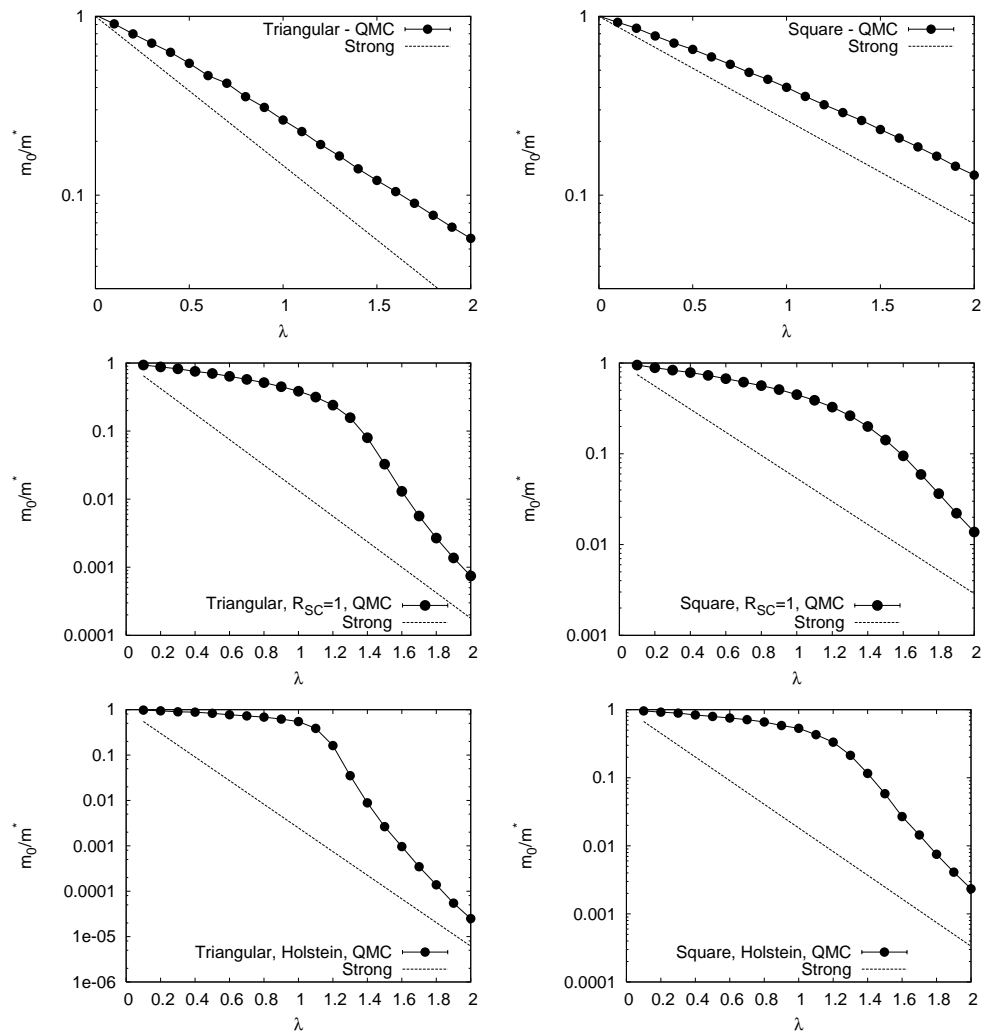 1
0.1
m0/m*
0 0.5 1 1.5 2
λ
Triangular - QMC
Strong
1
0.1
m0/m*
0 0.5 1 1.5 2
λ
Square - QMC
Strong
1
0.1
0.01
0.001
0.0001
m0/m*
0 0.2 0.4 0.6 0.8 1 1.2 1.4 1.6 1.8 2
λ
Triangular, RSC=1, QMC
Strong
1
0.1
0.01
0.001
m0/m*
0 0.2 0.4 0.6 0.8 1 1.2 1.4 1.6 1.8 2
λ
Square, RSC=1, QMC
Strong
1
0.1
0.01
0.001
0.0001
1e-05
1e-06
m0/m*
0 0.2 0.4 0.6 0.8 1 1.2 1.4 1.6 1.8 2
λ
Triangular, Holstein, QMC
Strong
1
0.1
0.01
0.001
0.0001
m0/m*
0 0.2 0.4 0.6 0.8 1 1.2 1.4 1.6 1.8 2
λ
Square, Holstein, QMC
Strong